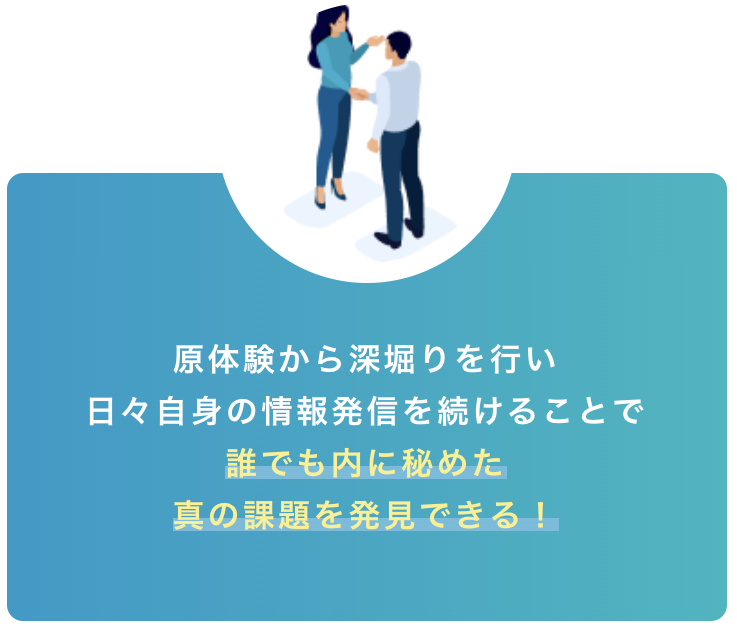 原体験から深堀りを行い
日々自身の情報発信を続けることで
誰でも内に秘めた
真の課題を発見できる！